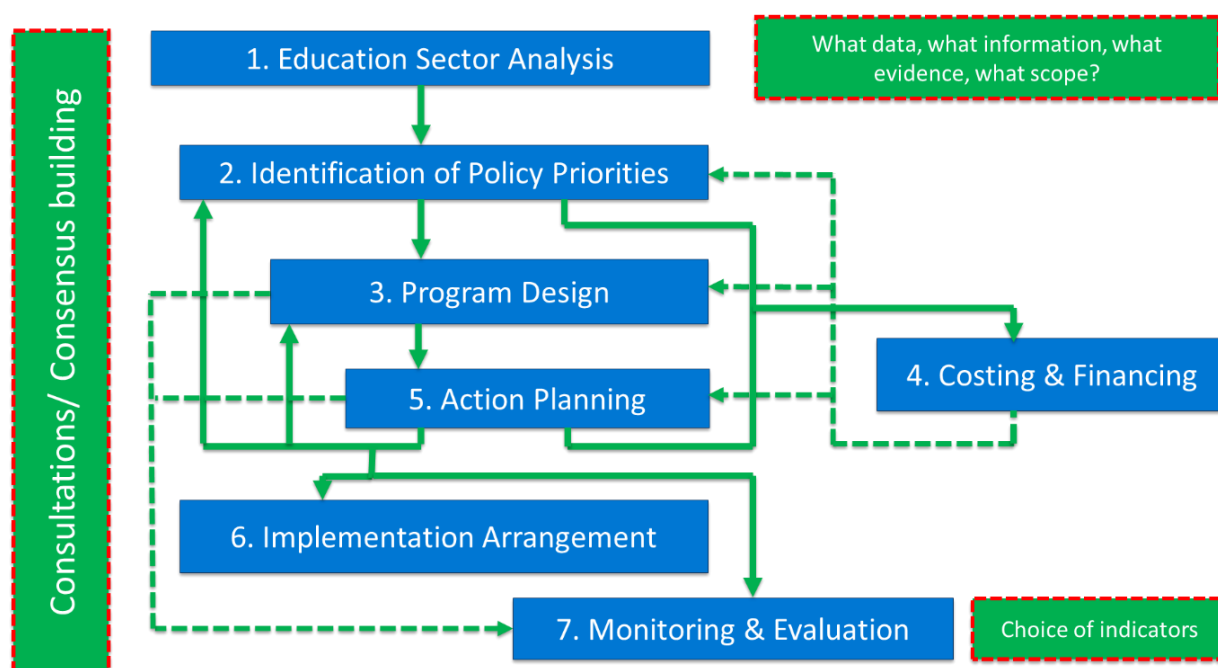 Consultations/ Consensus building
1. Education Sector Analysis
What data, what information, what
evidence, what scope?
2. Identification of Policy Priorities
3. Program Design
4. Costing & Financing
5. Action Planning
6. Implementation Arrangement
7. Monitoring & Evaluation
Choice of indicators